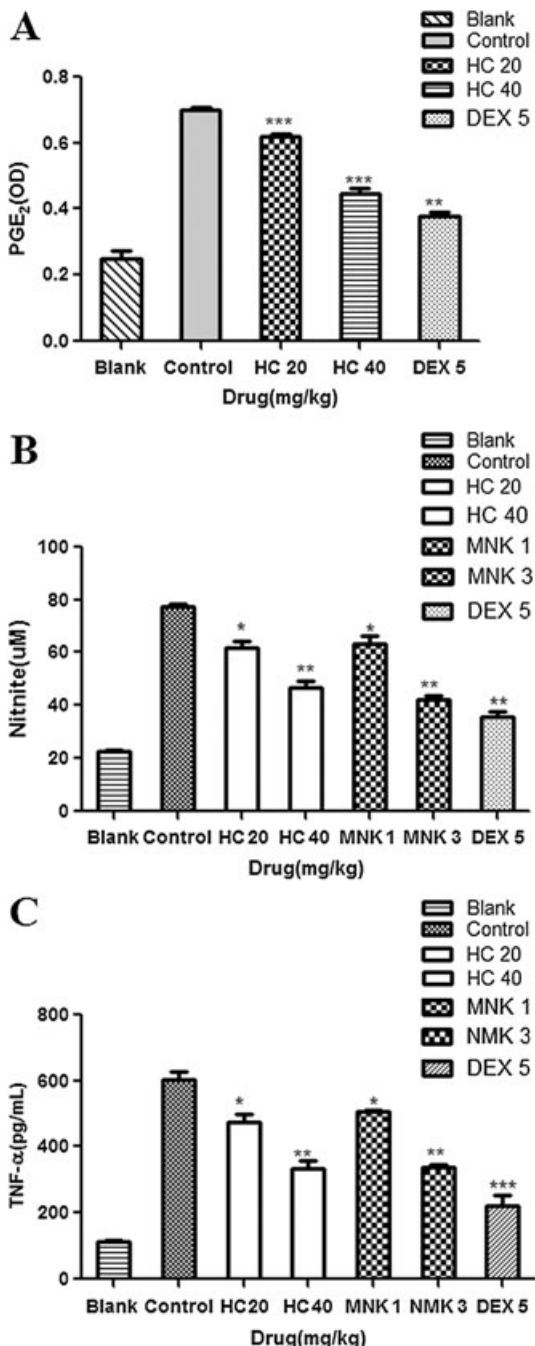 A
Blank
Control
HC 20
HC 40
DEX 5
PGE₂(OD)
0.8
0.6
0.4
0.2
0.0
***
***
**
Blank Control HC 20 HC 40 DEX 5
Drug(mg/kg)
B
Blank
Control
HC 20
HC 40
MNK 1
MNK 3
DEX 5
Nitnite(uM)
100
80
60
40
20
0
*
**
*
**
**
Blank Control HC 20 HC 40 MNK 1 MNK 3 DEX 5
Drug(mg/kg)
C
Blank
Control
HC 20
HC 40
MNK 1
NMK 3
DEX 5
TNF-α(pg/mL)
800
600
400
200
0
*
**
*
**
***
Blank Control HC20 HC40 MNK 1 NMK 3 DEX 5
Drug(mg/kg)